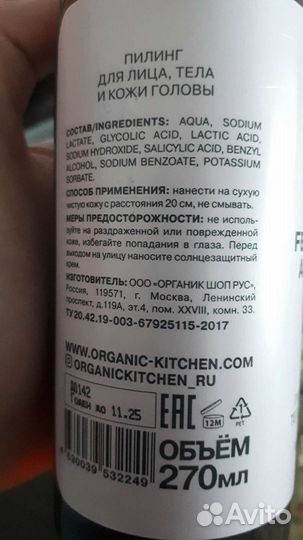 ПИЛИНГ
ДЛЯ ЛИЦА, ТЕЛА
И КОЖИ ГОЛОВЫ
СОСТАВ/INGREDIENTS: AQUA, SODIUM
LACTATE, GLYCOLIC ACID, LACTIC ACID,
SODIUM HYDROXIDE, SALICYLIC ACID, BENZYL
ALCOHOL, SODIUM BENZOATE, POTASSIUM
SORBATE.
СПОСОБ ПРИМЕНЕНИЯ: нанести на сухую
чистую кожу с расстояния 20 см, не смывать.
МЕРЫ ПРЕДОСТОРОЖНОСТИ: не исполь-
зуйте на раздраженной или поврежденной
коже, избегайте попадания в глаза. Перед
выходом на улицу наносите солнцезащитный
крем.
ИЗГОТОВИТЕЛЬ: ООО «ОРГАНИК ШОП РУС»,
Россия, 119571, г. Москва, Ленинский
проспект, д.119А, эт.4, пом. XXVIII, комн. 33.
ТУ 20.42.19-003-67925115-2017
WWW.ORGANIC-KITCHEN.COM
ORGANICKITCHEN_RU
Годен до 11.25
EAC
12M
PET
ОБЪЁМ
270мл
530039 532249
Avito